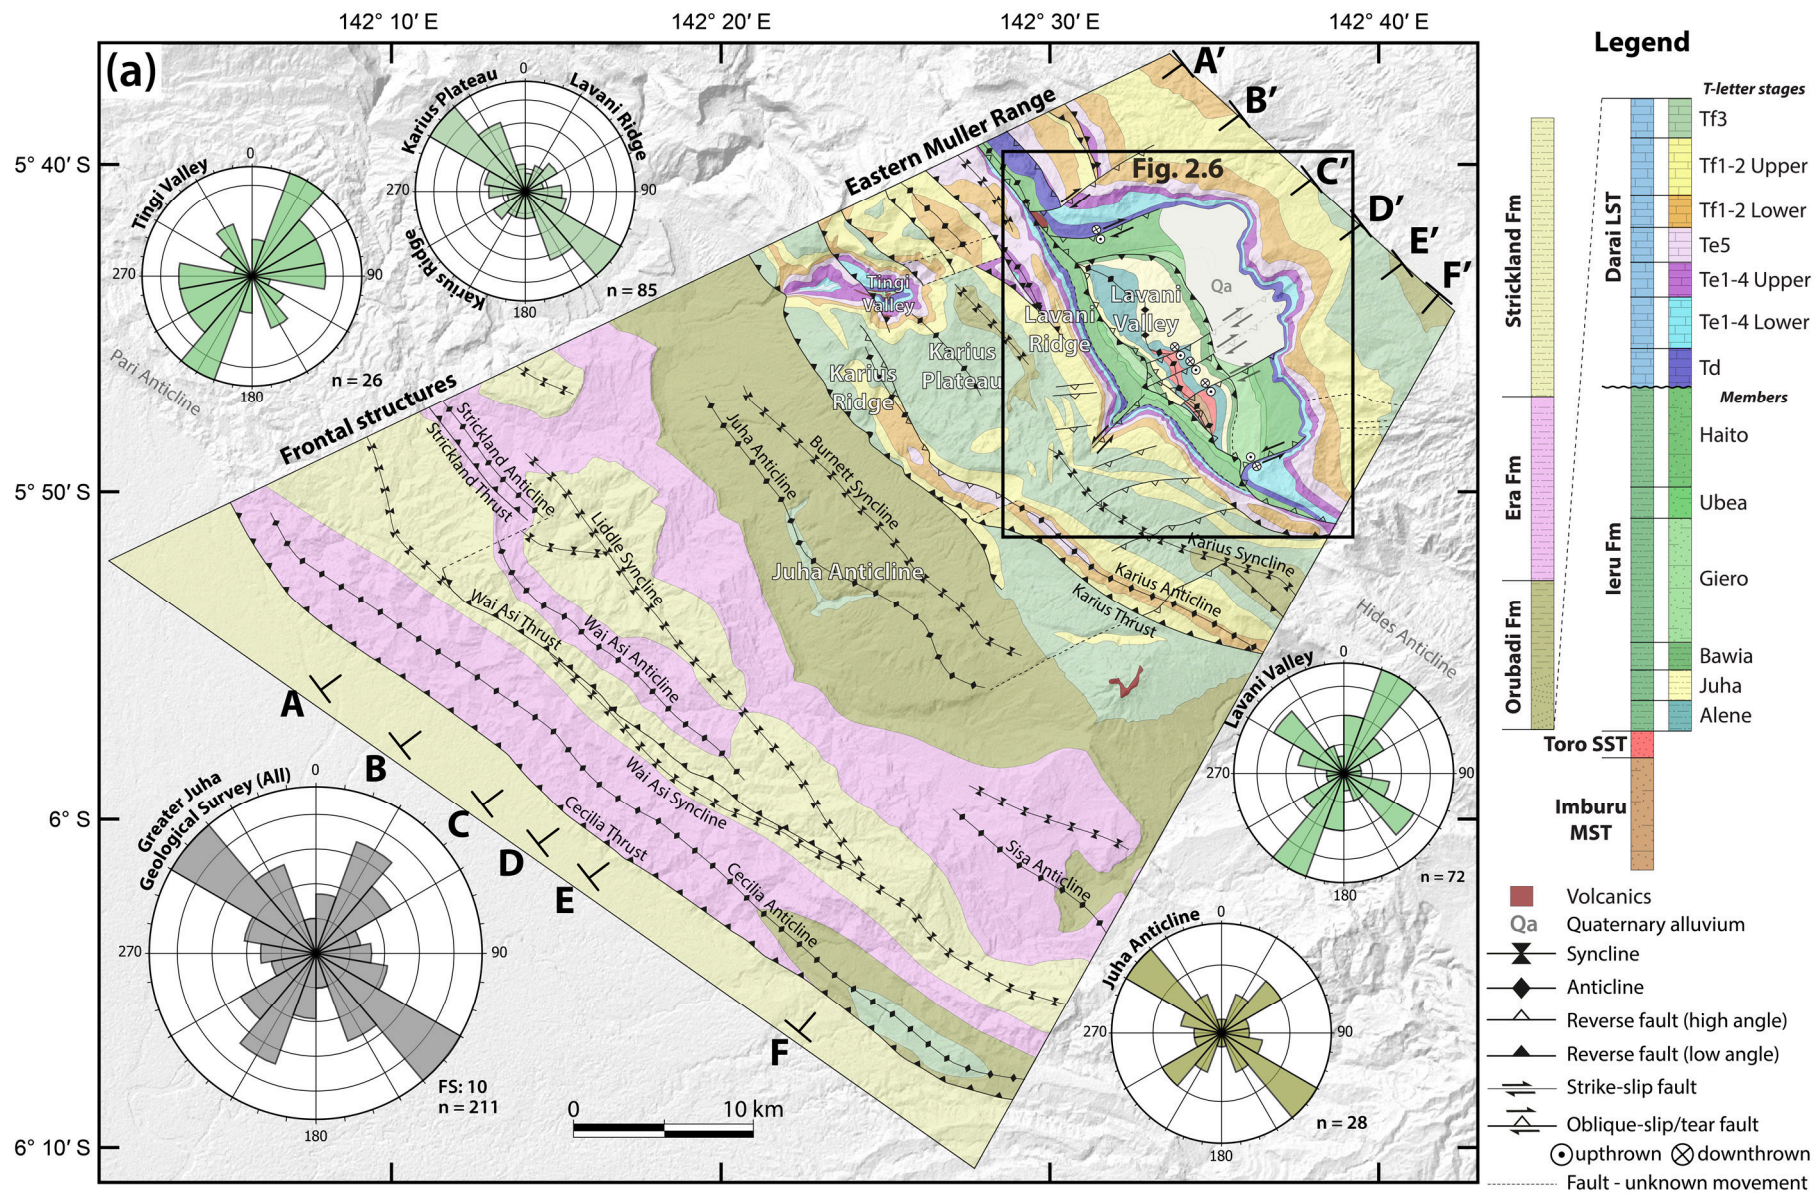 142° 10′ E
142° 20′ E
142° 30′ E
142° 40′ E
(a)
5° 40′ S
5° 50′ S
6° S
6° 10′ S
Karius Plateau
Lavani Ridge
Karius Ridge
0
90
180
270
n = 85
Tingi Valley
0
90
180
270
n = 26
Pari Anticline
Eastern Muller Range
Frontal structures
A′
B′
C′
D′
E′
F′
Fig. 2.6
Qa
Tingi
Valley
Lavani
Valley
Lavani
Ridge
Karius
Plateau
Karius
Ridge
Strickland Anticline
Strickland Thrust
Juha Anticline
Burnett Syncline
Liddle Syncline
Juha Anticline
Karius Syncline
Karius Anticline
Karius Thrust
Hides Anticline
Wai Asi Thrust
Wai Asi Anticline
Wai Asi Syncline
Cecilia Thrust
Cecilia Anticline
Sisa Anticline
A
B
C
D
E
F
Greater Juha
Geological Survey (All)
0
90
180
270
FS: 10
n = 211
0
10 km
Lavani Valley
0
90
180
270
n = 72
Juha Anticline
0
90
180
270
n = 28
Legend
T-letter stages
Tf3
Tf1-2 Upper
Tf1-2 Lower
Te5
Te1-4 Upper
Te1-4 Lower
Td
Members
Haito
Ubea
Giero
Bawia
Juha
Alene
Strickland Fm
Era Fm
Orubadi Fm
Darai LST
Ieru Fm
Toro SST
Imburu
MST
Volcanics
Qa Quaternary alluvium
Syncline
Anticline
Reverse fault (high angle)
Reverse fault (low angle)
Strike-slip fault
Oblique-slip/tear fault
upthrown downthrown
Fault - unknown movement